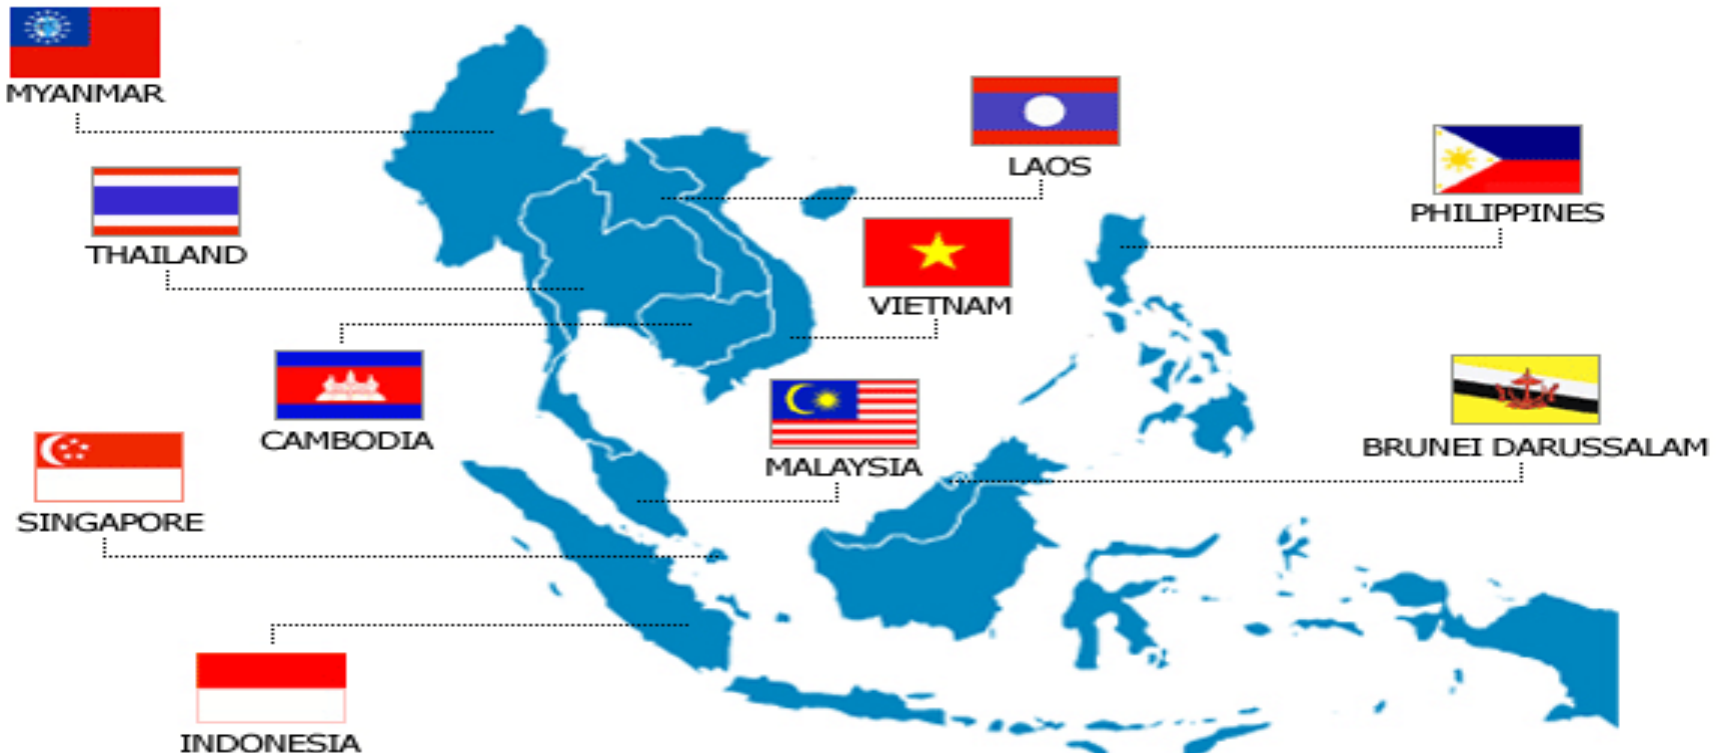 MYANMAR
LAOS
PHILIPPINES
THAILAND
VIETNAM
CAMBODIA
MALAYSIA
BRUNEI DARUSSALAM
SINGAPORE
INDONESIA